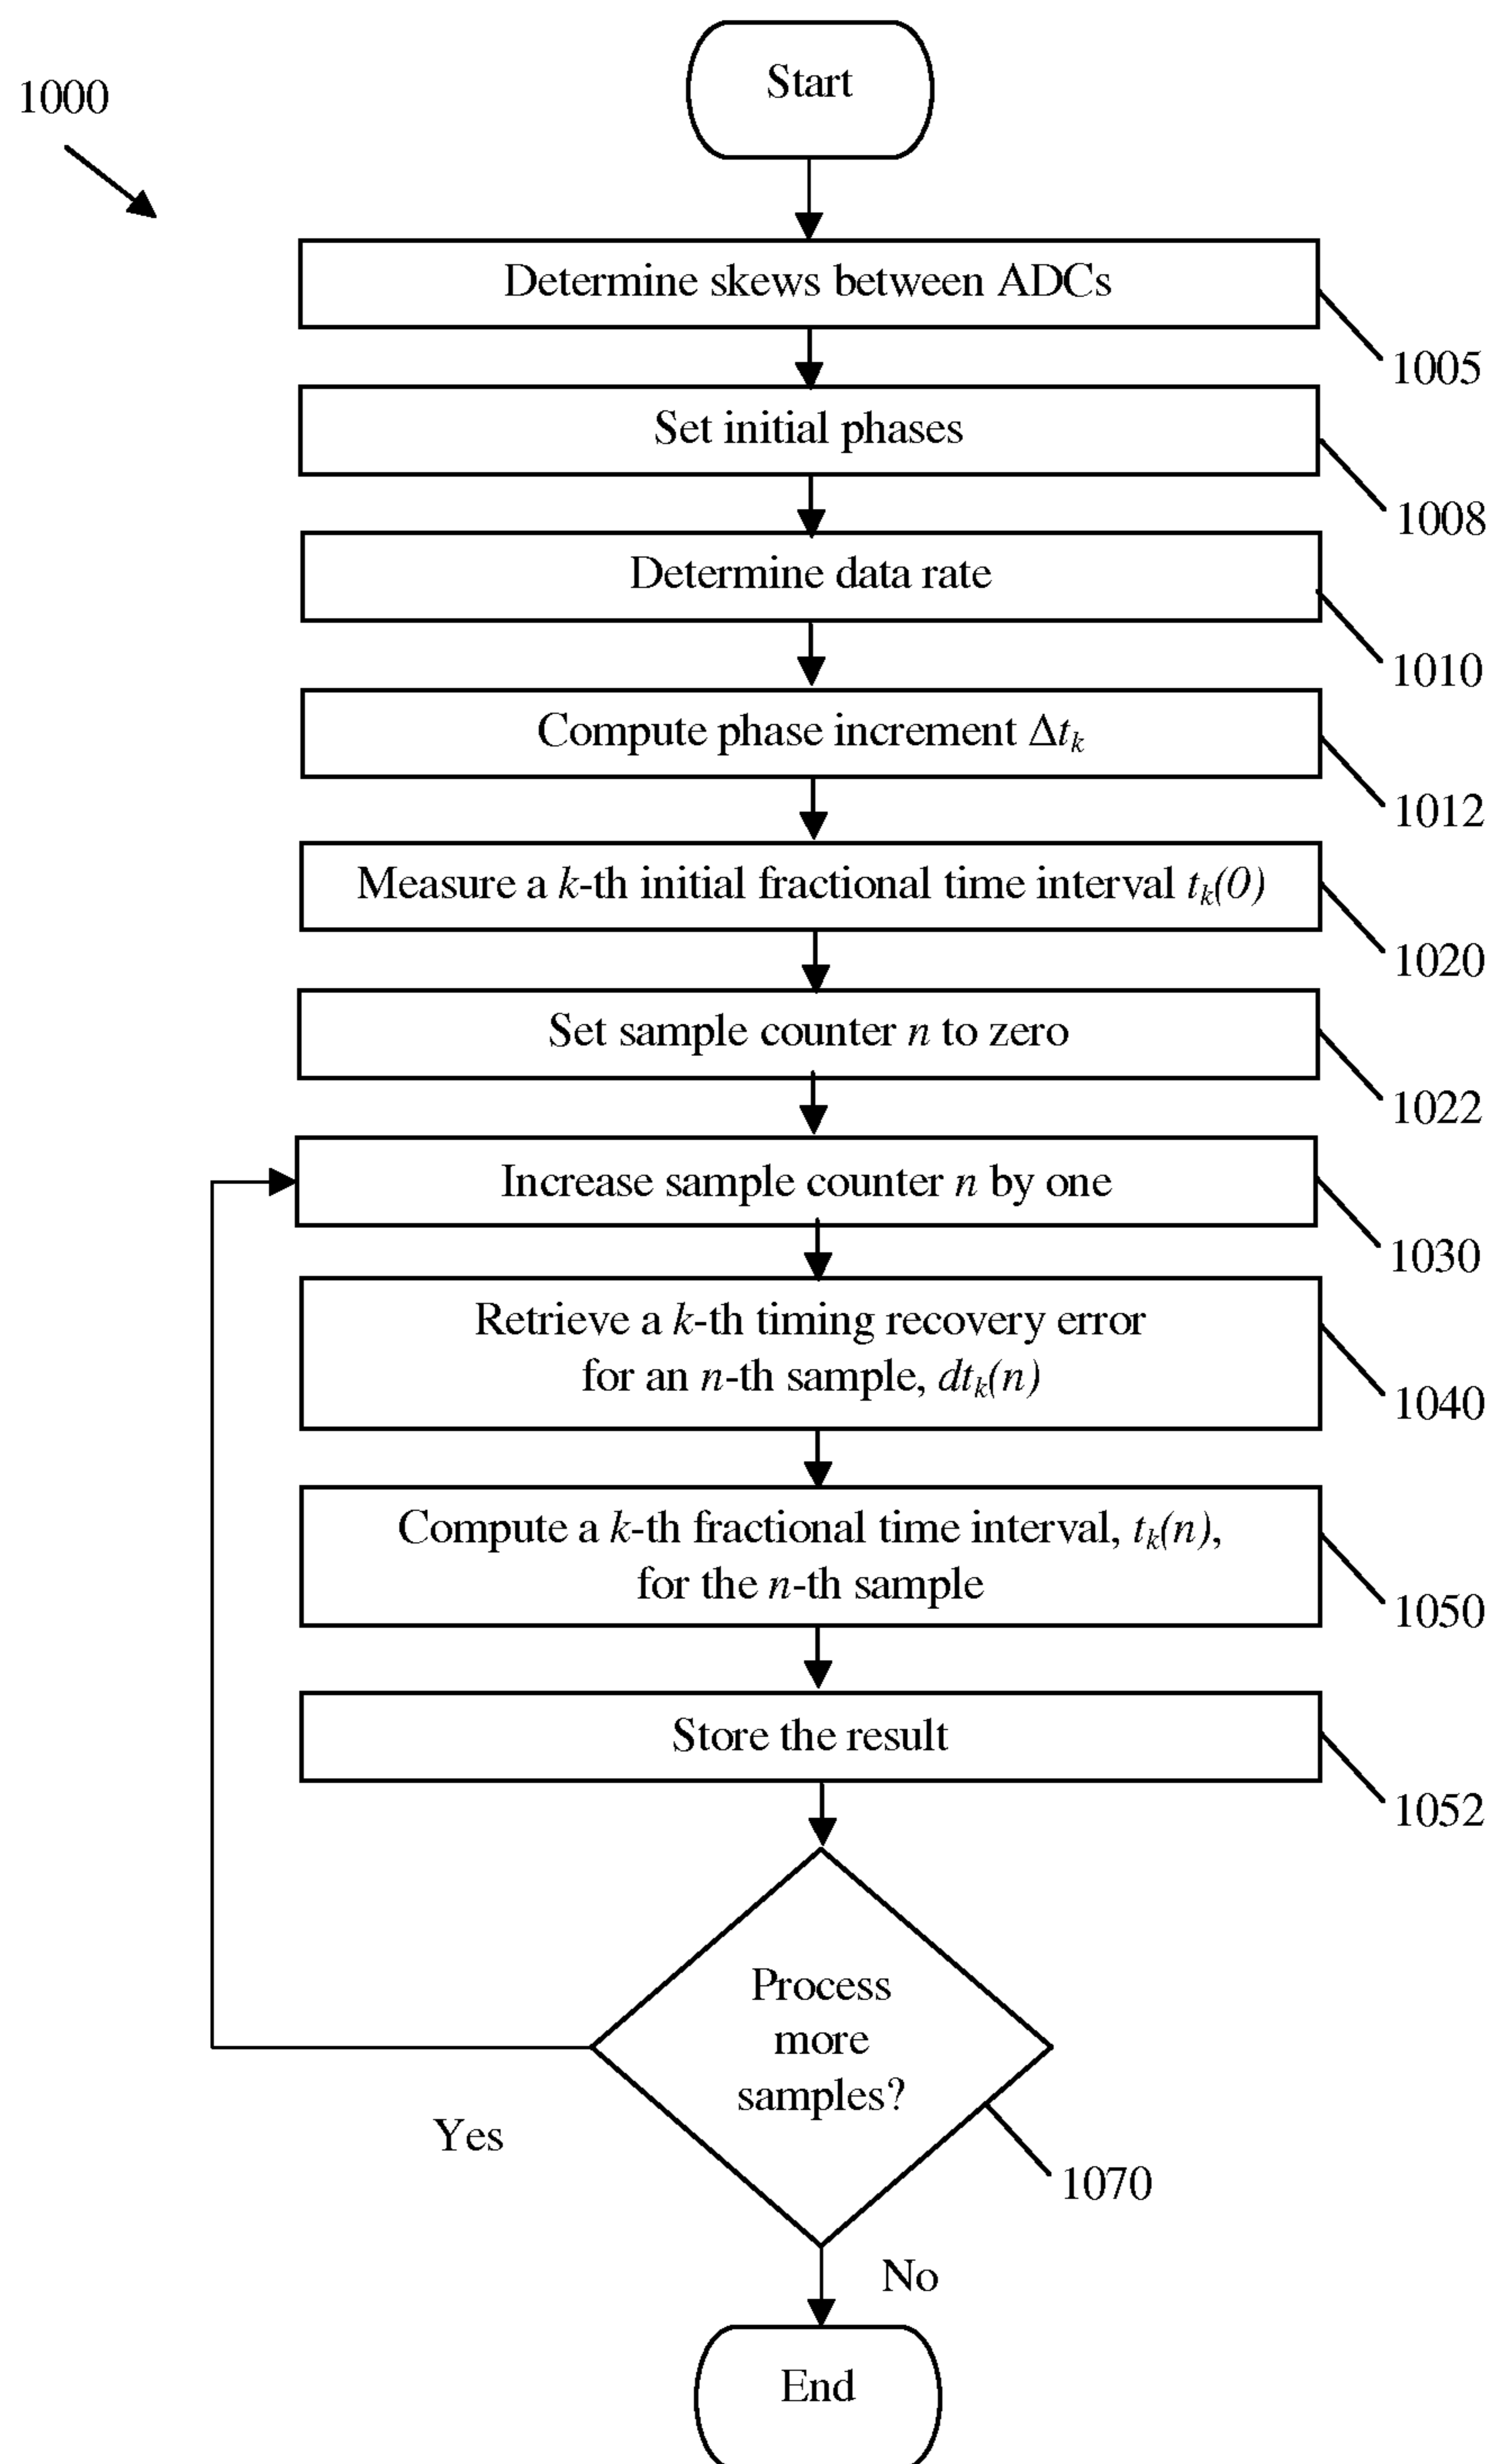 Start
1000
Determine skews between ADCs
1005
Set initial phases
1008
Determine data rate
1010
Compute phase increment Δtₖ
1012
Measure a k-th initial fractional time interval tₖ(0)
1020
Set sample counter n to zero
1022
Increase sample counter n by one
1030
Retrieve a k-th timing recovery error
for an n-th sample, dtₖ(n)
1040
Compute a k-th fractional time interval, tₖ(n),
for the n-th sample
1050
Store the result
1052
Process
more
samples?
Yes
1070
No
End